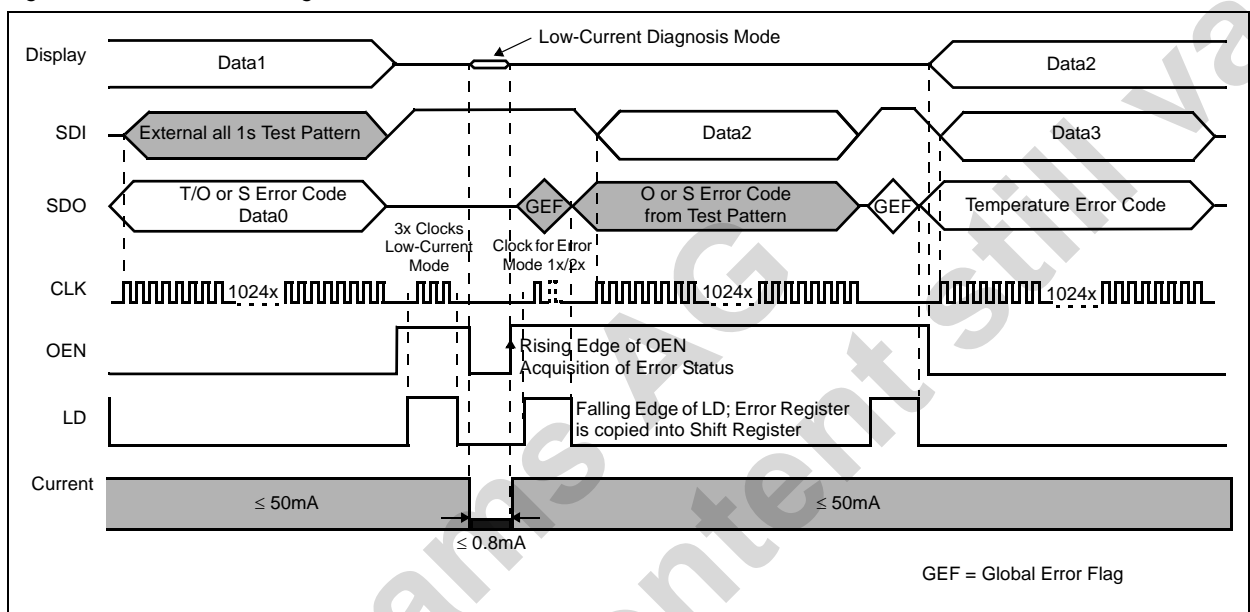 Display
Low-Current Diagnosis Mode
Data1
Data2
SDI
External all 1s Test Pattern
Data2
Data3
SDO
T/O or S Error Code
Data0
GEF
O or S Error Code
from Test Pattern
GEF
Temperature Error Code
3x Clocks
Low-Current
Mode
Clock for Error
Mode 1x/2x
CLK
1024x
1024x
1024x
OEN
Rising Edge of OEN
Acquisition of Error Status
LD
Falling Edge of LD; Error Register
is copied into Shift Register
Current
≤ 50mA
≤ 50mA
≤ 0.8mA
GEF = Global Error Flag
ams AG
still va